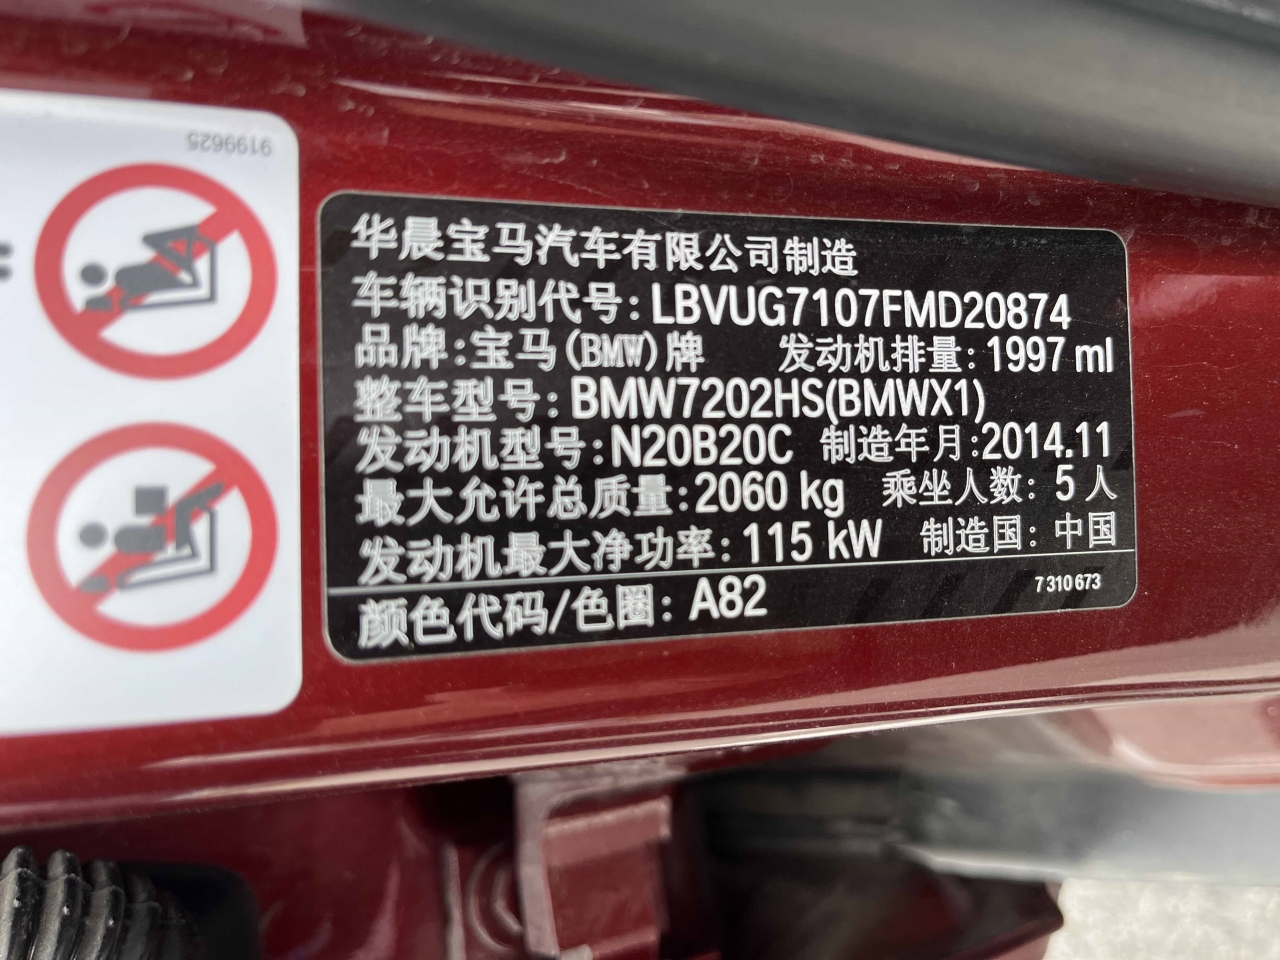 9199625
华晨宝马汽车有限公司制造
车辆识别代号:LBVUG7107FMD20874
品牌:宝马(BMW)牌 发动机排量:1997 ml
整车型号:BMW7202HS(BMWX1)
发动机型号:N20B20C 制造年月:2014.11
最大允许总质量:2060 kg 乘坐人数:5人
发动机最大净功率:115 kW 制造国:中国
颜色代码/色圈:A82 7 310 673